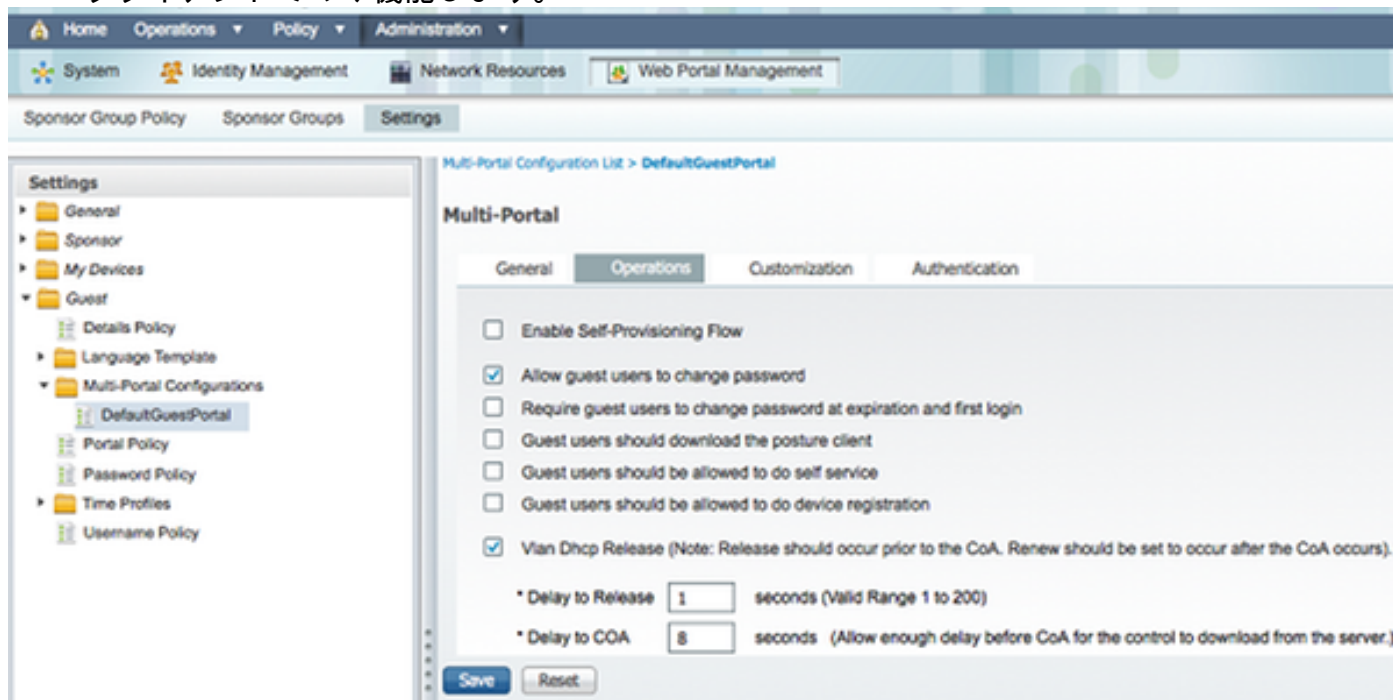 機能します。
Home Operations Policy Administration
System Identity Management Network Resources Web Portal Management
Sponsor Group Policy Sponsor Groups Settings
Settings
General
Sponsor
My Devices
Guest
Details Policy
Language Template
Multi-Portal Configurations
DefaultGuestPortal
Portal Policy
Password Policy
Time Profiles
Username Policy
Multi-Portal Configuration List > DefaultGuestPortal
Multi-Portal
General Operations Customization Authentication
Enable Self-Provisioning Flow
Allow guest users to change password
Require guest users to change password at expiration and first login
Guest users should download the posture client
Guest users should be allowed to do self service
Guest users should be allowed to do device registration
Vlan Dhcp Release (Note: Release should occur prior to the CoA. Renew should be set to occur after the CoA occurs).
* Delay to Release 1 seconds (Valid Range 1 to 200)
* Delay to COA 8 seconds (Allow enough delay before CoA for the control to download from the server.)
Save Reset